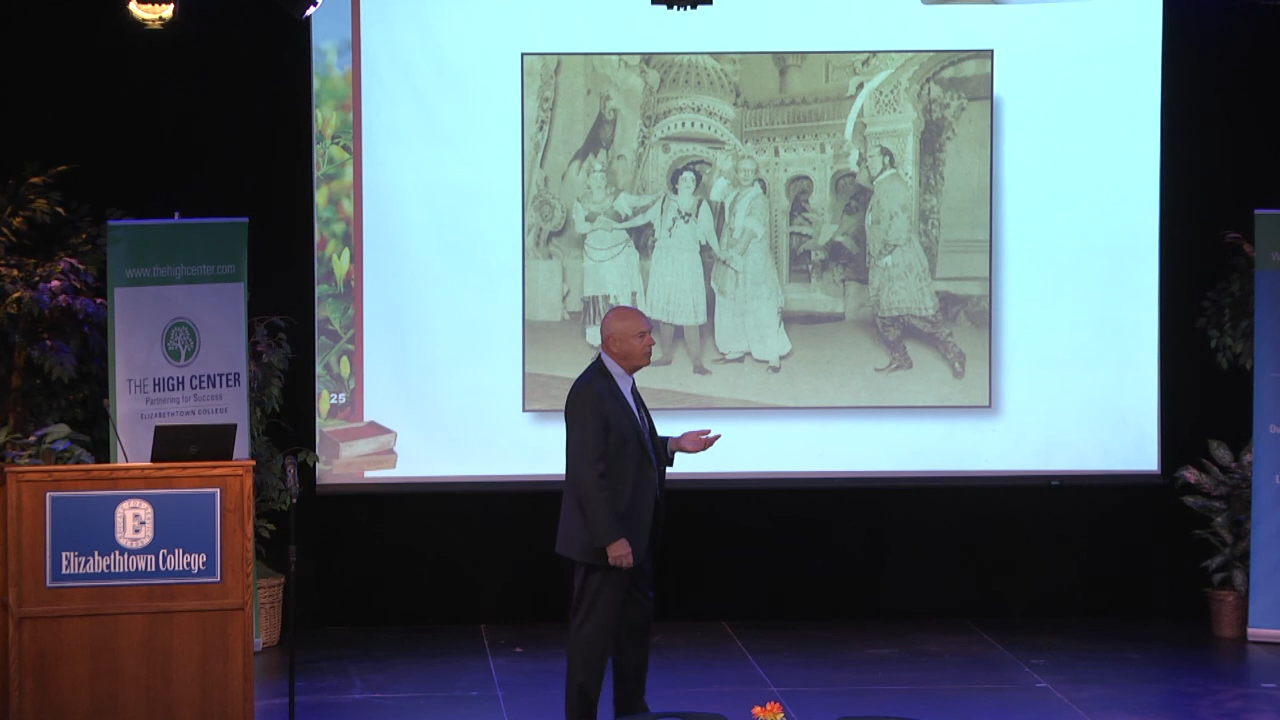 www.thehighcenter.com
THE HIGH CENTER
Partnering for Success
ELIZABETHTOWN COLLEGE
25
E
Elizabethtown College